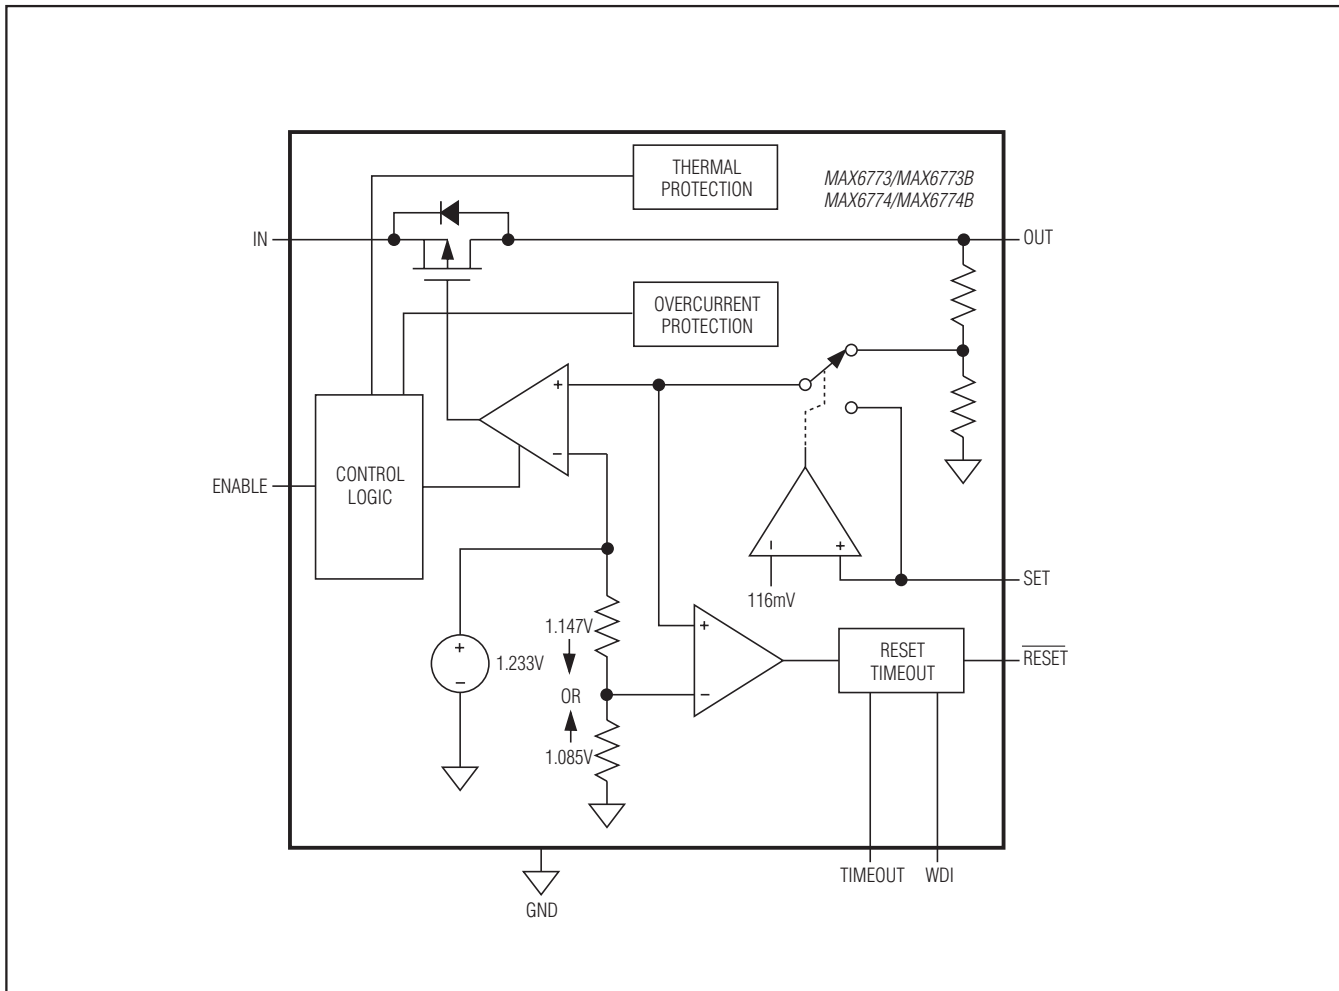 THERMAL
PROTECTION
MAX6773/MAX6773B
MAX6774/MAX6774B
IN
OUT
OVERCURRENT
PROTECTION
+
−
ENABLE
CONTROL
LOGIC
−
+
116mV
SET
1.147V
+
−
1.233V
OR
1.085V
+
−
RESET
TIMEOUT
RESET
TIMEOUT
WDI
GND